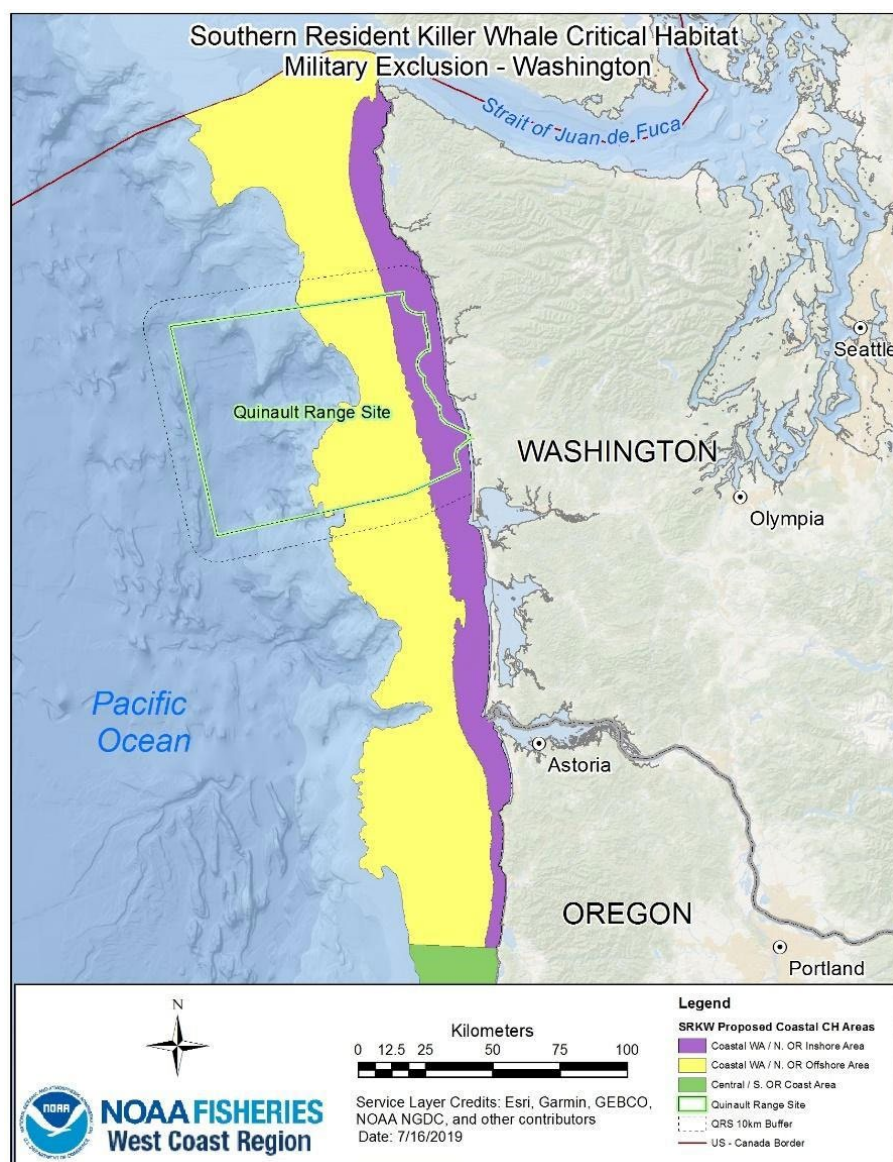 Southern Resident Killer Whale Critical Habitat
Military Exclusion - Washington
Strait of Juan de Fuca
Seattle
Quinault Range Site
WASHINGTON
Olympia
Pacific
Ocean
Astoria
OREGON
Portland
N
Kilometers
0 12.5 25 50 75 100
Service Layer Credits: Esri, Garmin, GEBCO,
NOAA NGDC, and other contributors
Date: 7/16/2019
NOAA
NOAA FISHERIES
West Coast Region
Legend
SRKW Proposed Coastal CH Areas
Coastal WA / N. OR Inshore Area
Coastal WA / N. OR Offshore Area
Central / S. OR Coast Area
Quinault Range Site
QRS 10km Buffer
US - Canada Border